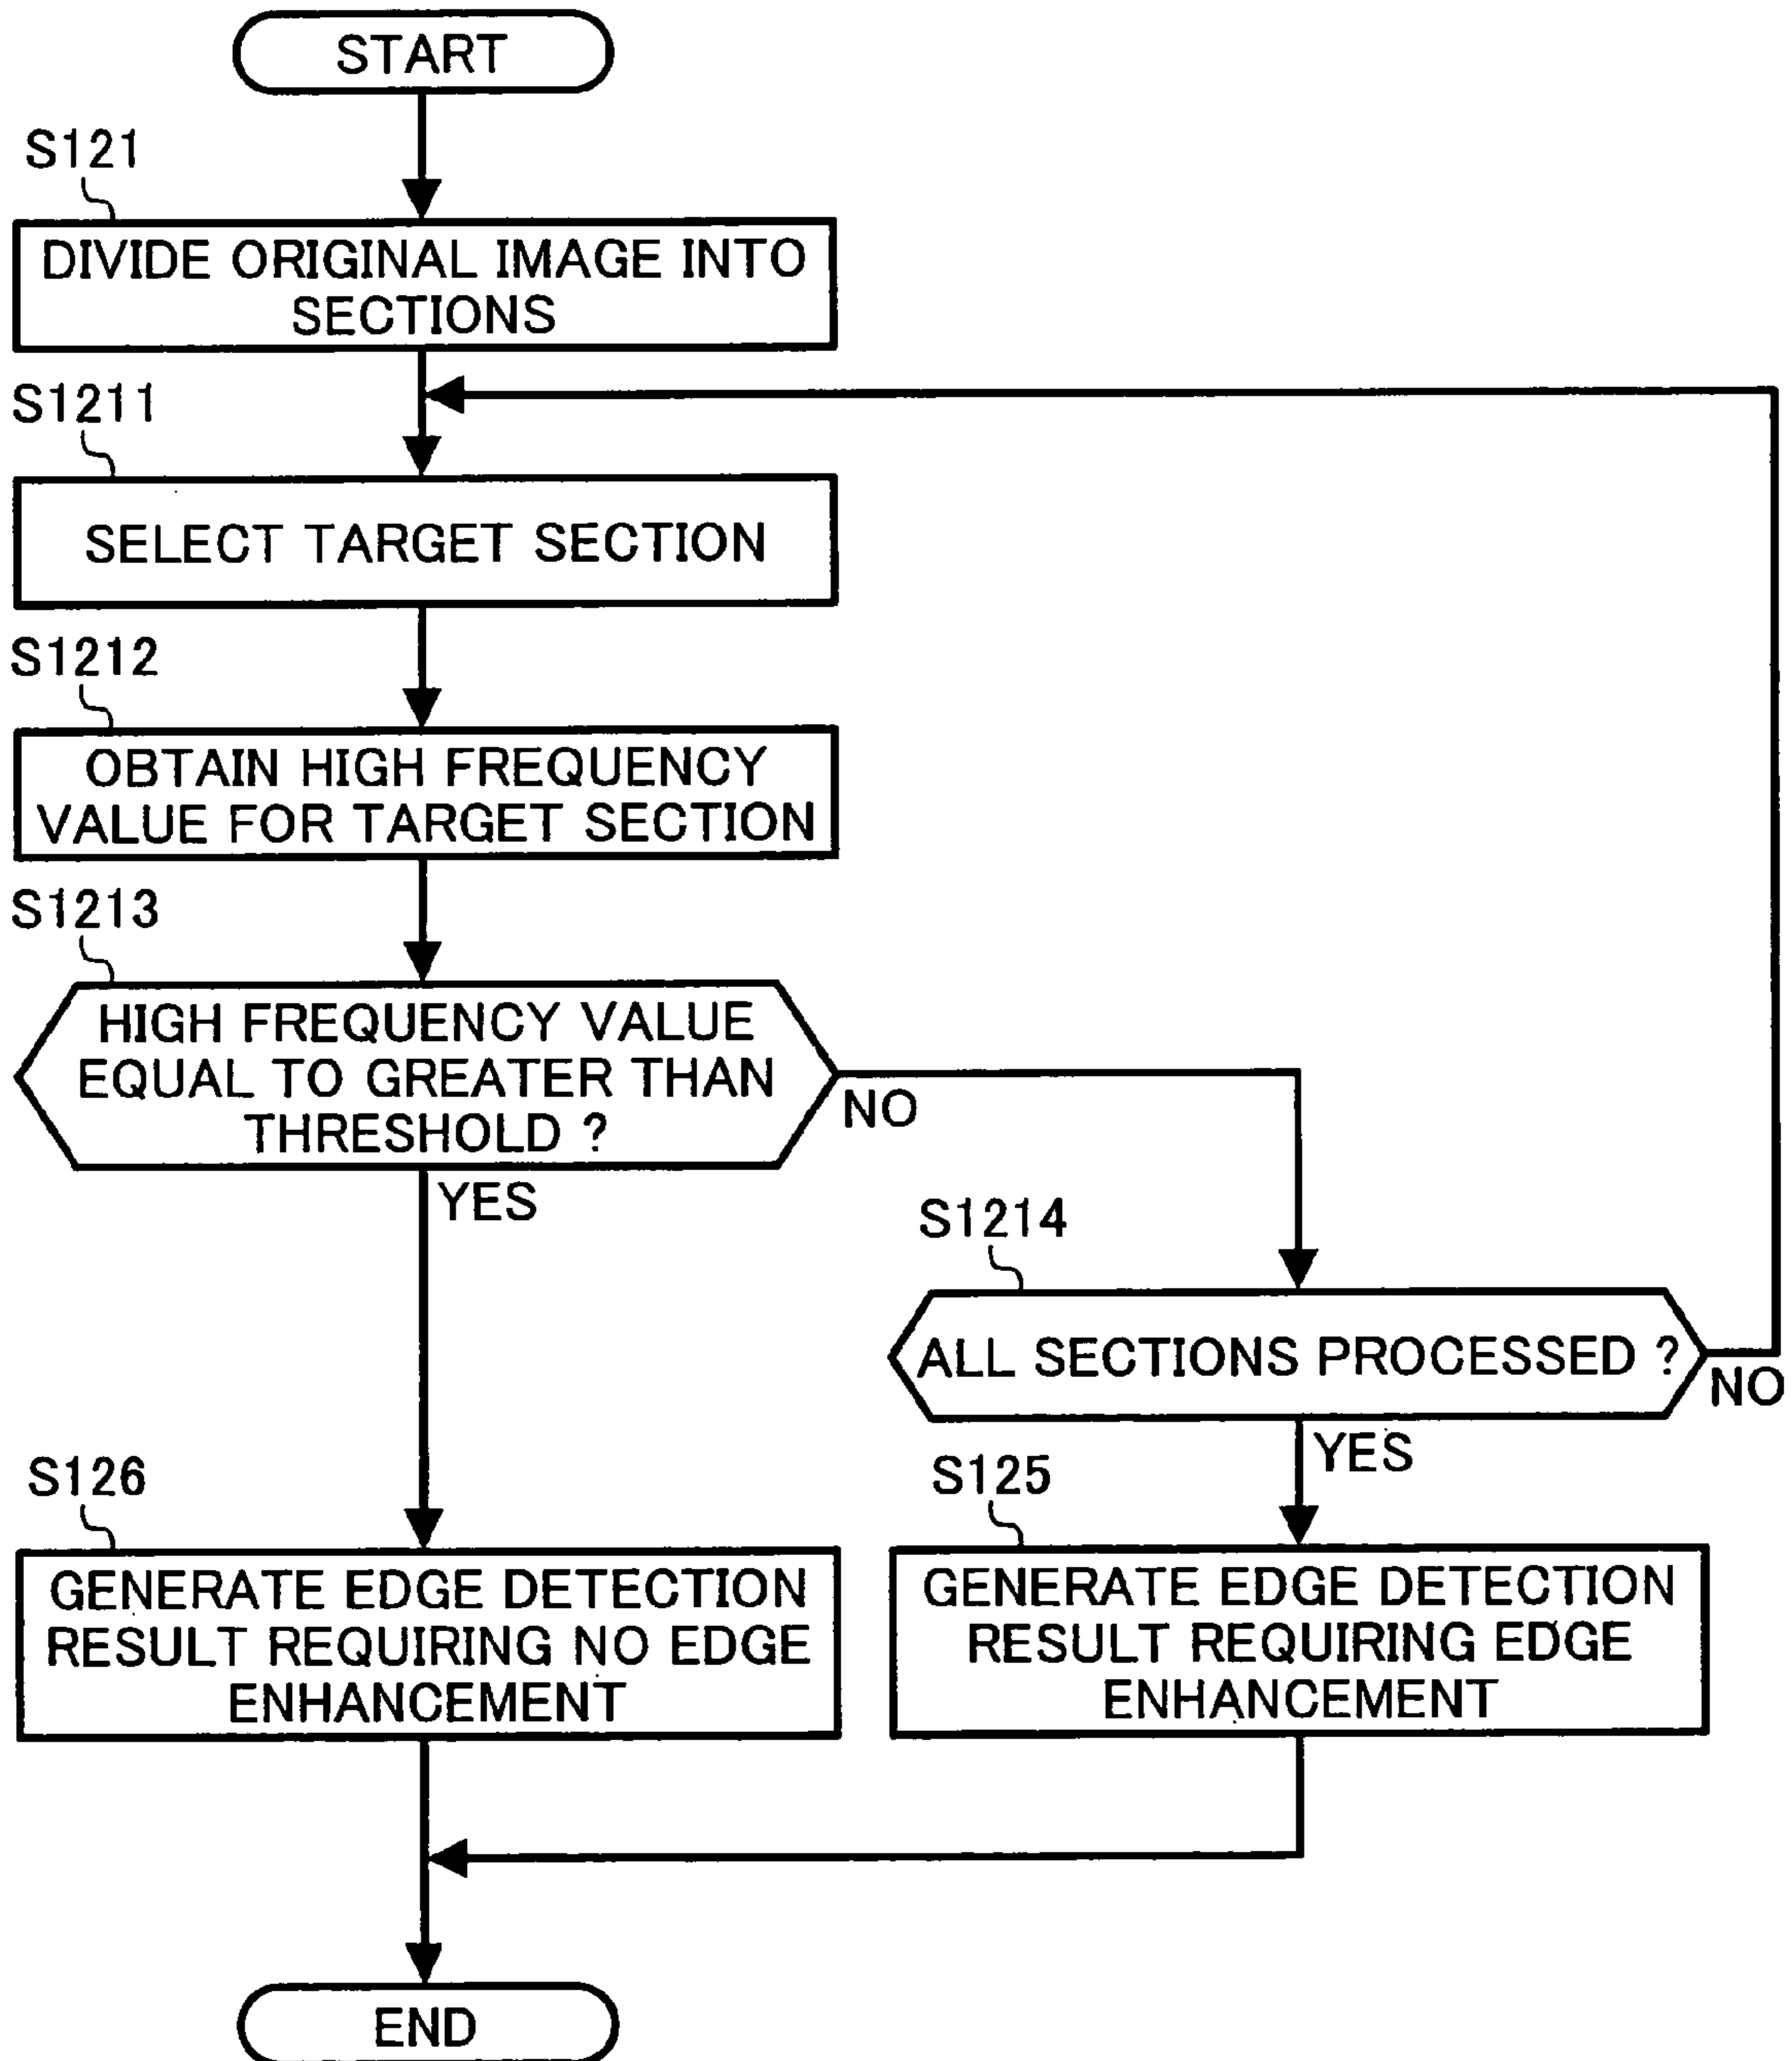 START
S121
DIVIDE ORIGINAL IMAGE INTO
SECTIONS
S1211
SELECT TARGET SECTION
S1212
OBTAIN HIGH FREQUENCY
VALUE FOR TARGET SECTION
S1213
HIGH FREQUENCY VALUE
EQUAL TO GREATER THAN
THRESHOLD ?
NO
YES
S1214
ALL SECTIONS PROCESSED ?
NO
YES
S126
GENERATE EDGE DETECTION
RESULT REQUIRING NO EDGE
ENHANCEMENT
S125
GENERATE EDGE DETECTION
RESULT REQUIRING EDGE
ENHANCEMENT
END